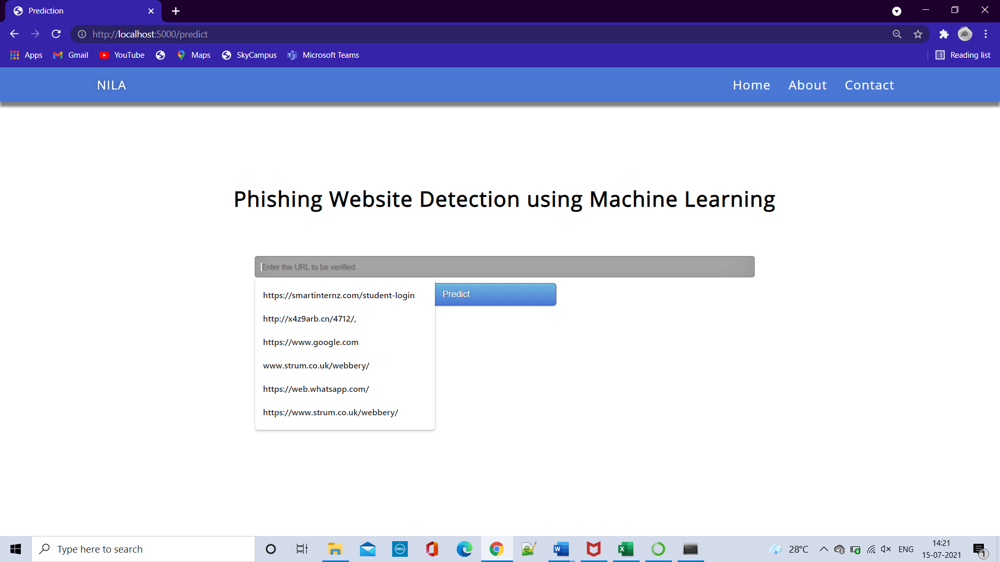 Prediction
http://localhost:5000/predict
Apps Gmail YouTube Maps SkyCampus Microsoft Teams Reading list
NILA Home About Contact
Phishing Website Detection using Machine Learning
Enter the URL to be verified
https://smartinternz.com/student-login
Predict
http://x4z9arb.cn/4712/,
https://www.google.com
www.strum.co.uk/webbery/
https://web.whatsapp.com/
https://www.strum.co.uk/webbery/
Type here to search
DELL
W
X
28°C
ENG
14:21
15-07-2021
1